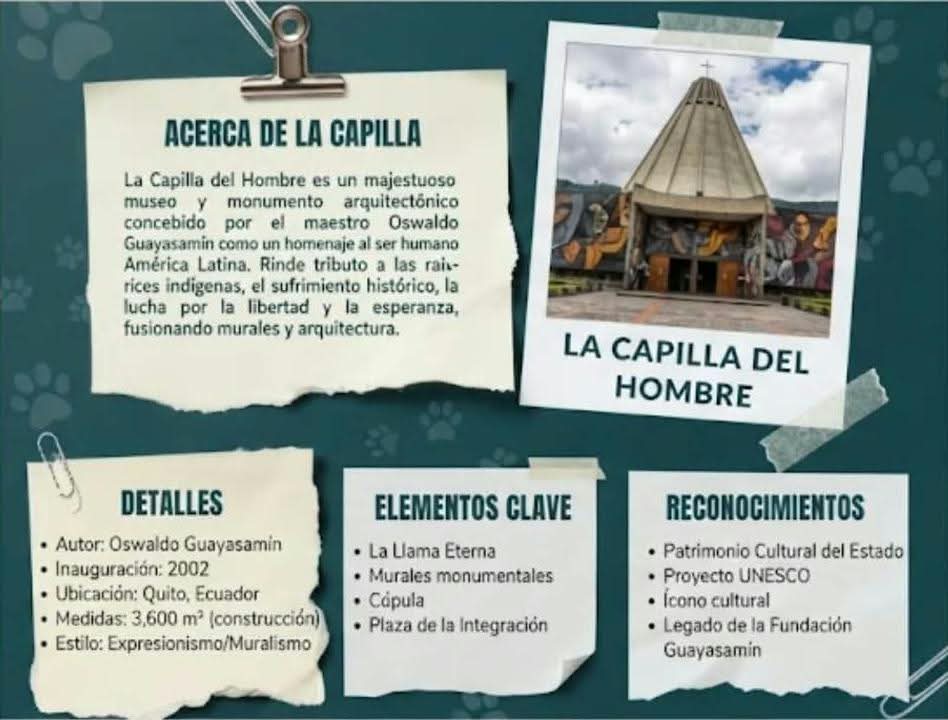 ACERCA DE LA CAPILLA
La Capilla del Hombre es un majestuoso
museo y monumento arquitectónico
concebido por el maestro Oswaldo
Guayasamín como un homenaje al ser humano
América Latina. Rinde tributo a las raix-
rices indígenas, el sufrimiento histórico, la
lucha por la libertad y la esperanza,
fusionando murales y arquitectura.
LA CAPILLA DEL
HOMBRE
DETALLES
• Autor: Oswaldo Guayasamín
• Inauguración: 2002
• Ubicación: Quito, Ecuador
• Medidas: 3,600 m² (construcción)
• Estilo: Expresionismo/Muralismo
ELEMENTOS CLAVE
• La Llama Eterna
• Murales monumentales
• Cópula
• Plaza de la Integración
RECONOCIMIENTOS
• Patrimonio Cultural del Estado
• Proyecto UNESCO
• Ícono cultural
• Legado de la Fundación
Guayasamín